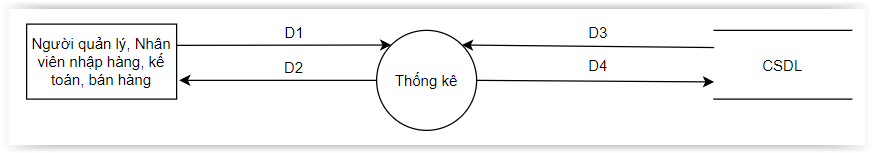 D1
D3
Người quản lý, Nhân
viên nhập hàng, kế
toán, bán hàng
D2
Thống kê
D4
CSDL